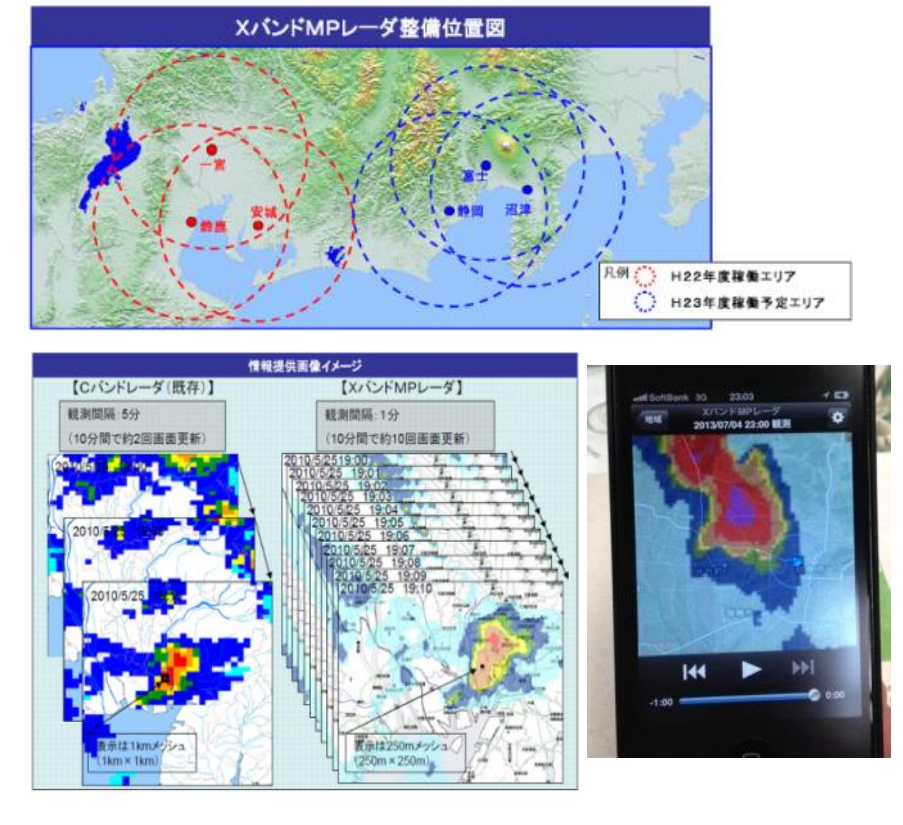 XバンドMPレーダ整備位置図
一宮
富士
鈴鹿
安城
静岡
沼津
凡例
H22年度稼働エリア
H23年度稼働予定エリア
情報提供画像イメージ
【Cバンドレーダ(既存)】
【XバンドMPレーダ】
観測間隔:5分
(10分間で約2回画面更新)
観測間隔:1分
(10分間で約10回画面更新)
2010/5/25
2010/5/25
表示は1kmメッシュ
(1km×1km)
2010/5/25 19:00
2010/5/25 19:01
2010/5/25 19:02
2010/5/25 19:03
2010/5/25 19:04
2010/5/25 19:05
2010/5/25 19:06
2010/5/25 19:07
2010/5/25 19:08
2010/5/25 19:09
2010/5/25 19:10
表示は250mメッシュ
(250m×250m)
SoftBank 3G 23:03
地域
XバンドMPレーダ
2013/07/04 23:00 観測
-1:00
0:00